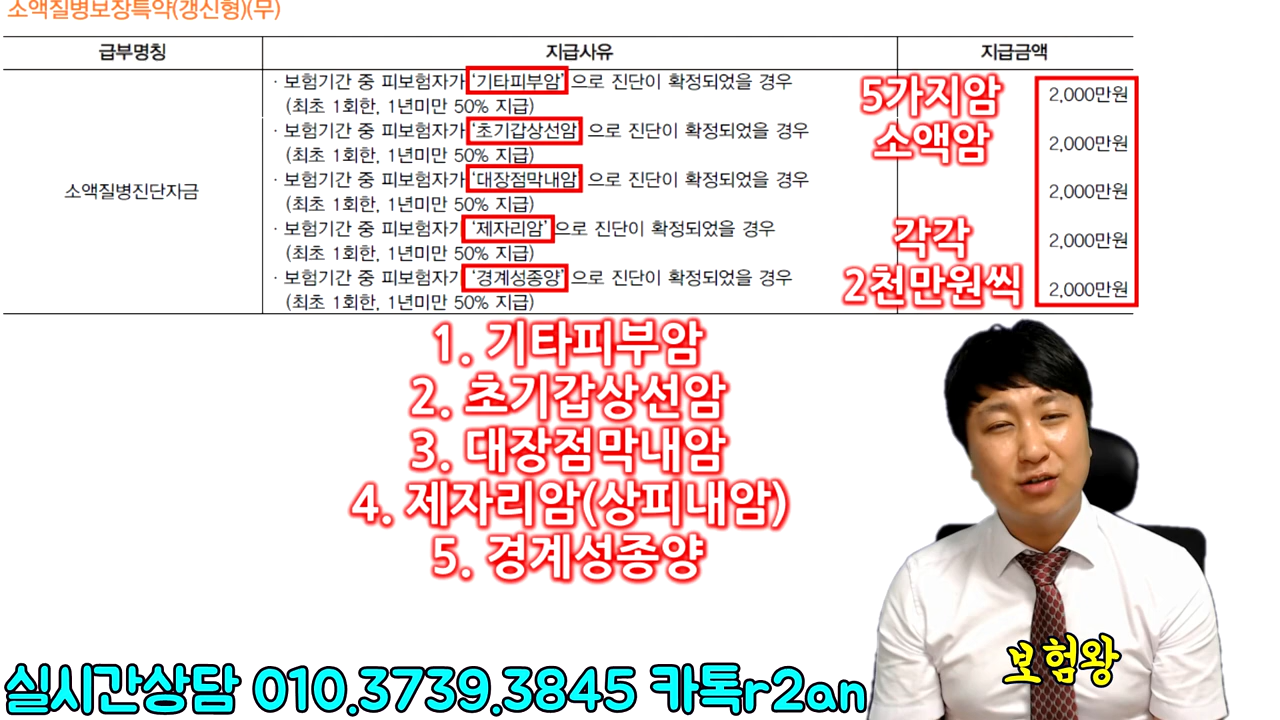 소액질병보장특약(갱신형)(무)
급부명칭 지급사유 지급금액
· 보험기간 중 피보험자가 '기타피부암' 으로 진단이 확정되었을 경우
(최초 1회한, 1년미만 50% 지급)
2,000만원
· 보험기간 중 피보험자가 '초기갑상선암' 으로 진단이 확정되었을 경우
(최초 1회한, 1년미만 50% 지급)
2,000만원
소액질병진단자금
· 보험기간 중 피보험자가 '대장점막내암' 으로 진단이 확정되었을 경우
(최초 1회한, 1년미만 50% 지급)
2,000만원
· 보험기간 중 피보험자가 '제자리암' 으로 진단이 확정되었을 경우
(최초 1회한, 1년미만 50% 지급)
2,000만원
· 보험기간 중 피보험자가 '경계성종양' 으로 진단이 확정되었을 경우
(최초 1회한, 1년미만 50% 지급)
2,000만원
5가지암
소액암
각각
2천만원씩
1. 기타피부암
2. 초기갑상선암
3. 대장점막내암
4. 제자리암(상피내암)
5. 경계성종양
보험왕
실시간상담 010.3739.3845 카톡r2an